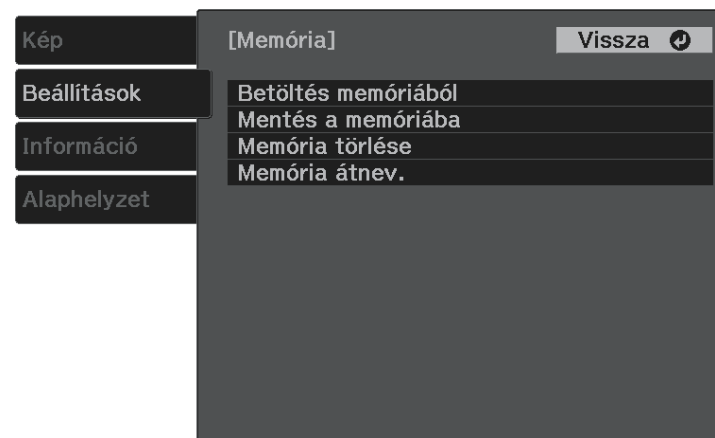 Kép
Beállítások
Információ
Alaphelyzet
[Memória]
Vissza
Betöltés memóriából
Mentés a memóriába
Memória törlése
Memória átnev.